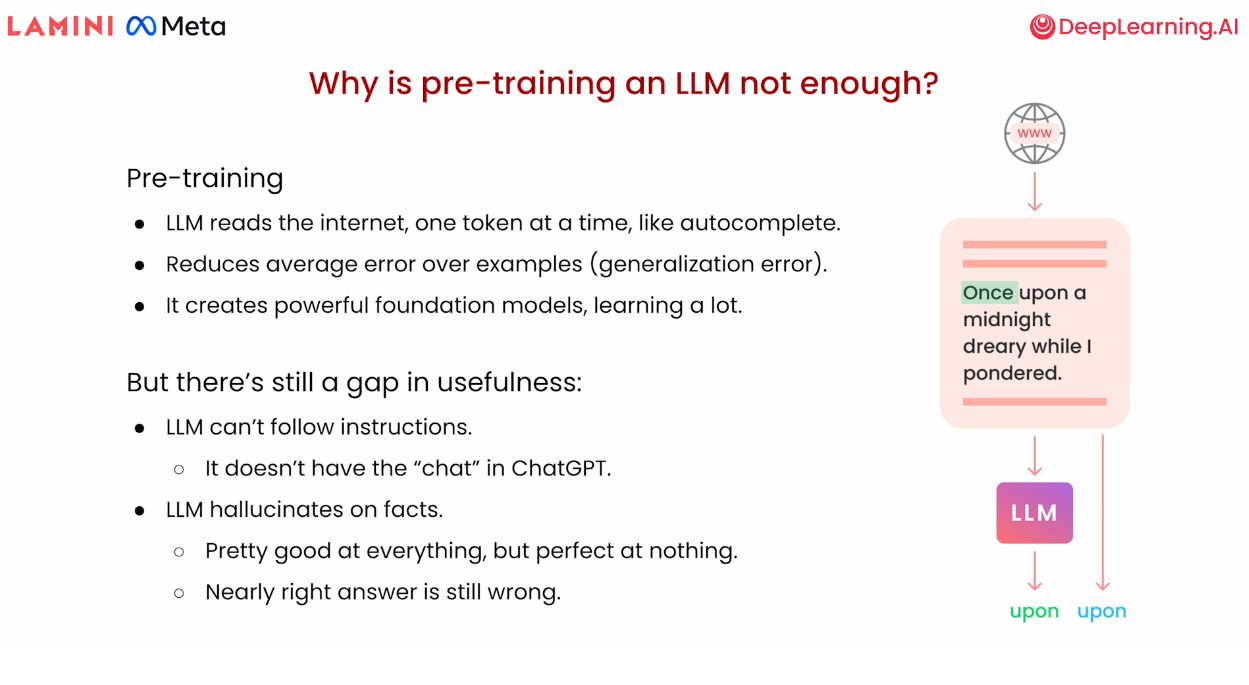 LAMINI Meta
DeepLearning.AI
Why is pre-training an LLM not enough?
Pre-training
● LLM reads the internet, one token at a time, like autocomplete.
● Reduces average error over examples (generalization error).
● It creates powerful foundation models, learning a lot.
But there's still a gap in usefulness:
● LLM can't follow instructions.
○ It doesn't have the “chat” in ChatGPT.
● LLM hallucinates on facts.
○ Pretty good at everything, but perfect at nothing.
○ Nearly right answer is still wrong.
www
Once upon a
midnight
dreary while I
pondered.
LLM
upon upon